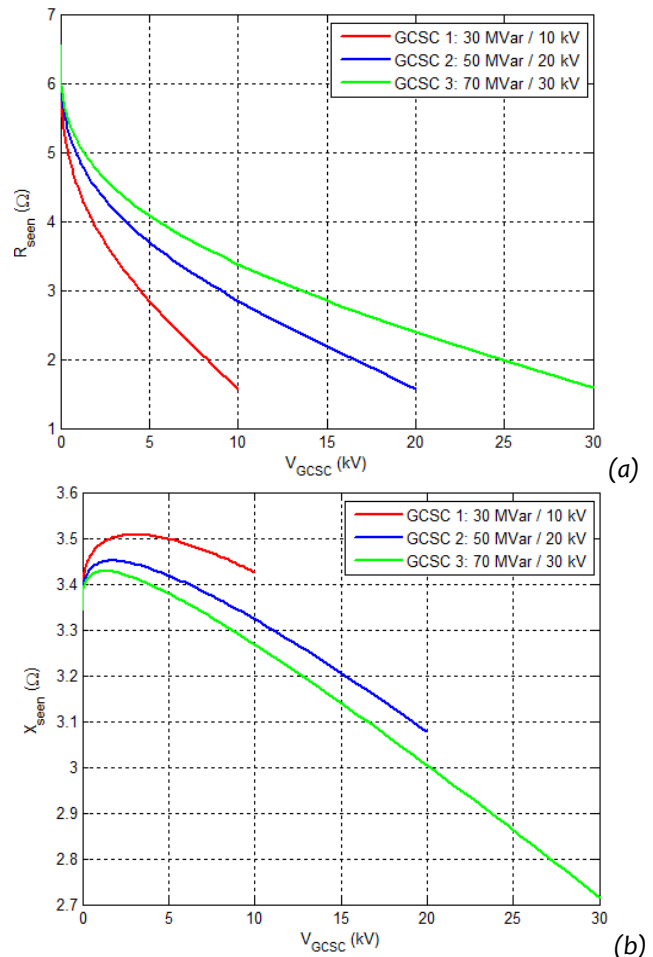 7
6
5
4
3
2
1
R_seen (Ω)
GCSC 1: 30 MVar / 10 kV
GCSC 2: 50 MVar / 20 kV
GCSC 3: 70 MVar / 30 kV
0 5 10 15 20 25 30
V_GCSC (kV)
(a)
3.6
3.5
3.4
3.3
3.2
3.1
3
2.9
2.8
2.7
X_seen (Ω)
GCSC 1: 30 MVar / 10 kV
GCSC 2: 50 MVar / 20 kV
GCSC 3: 70 MVar / 30 kV
0 5 10 15 20 25 30
V_GCSC (kV)
(b)